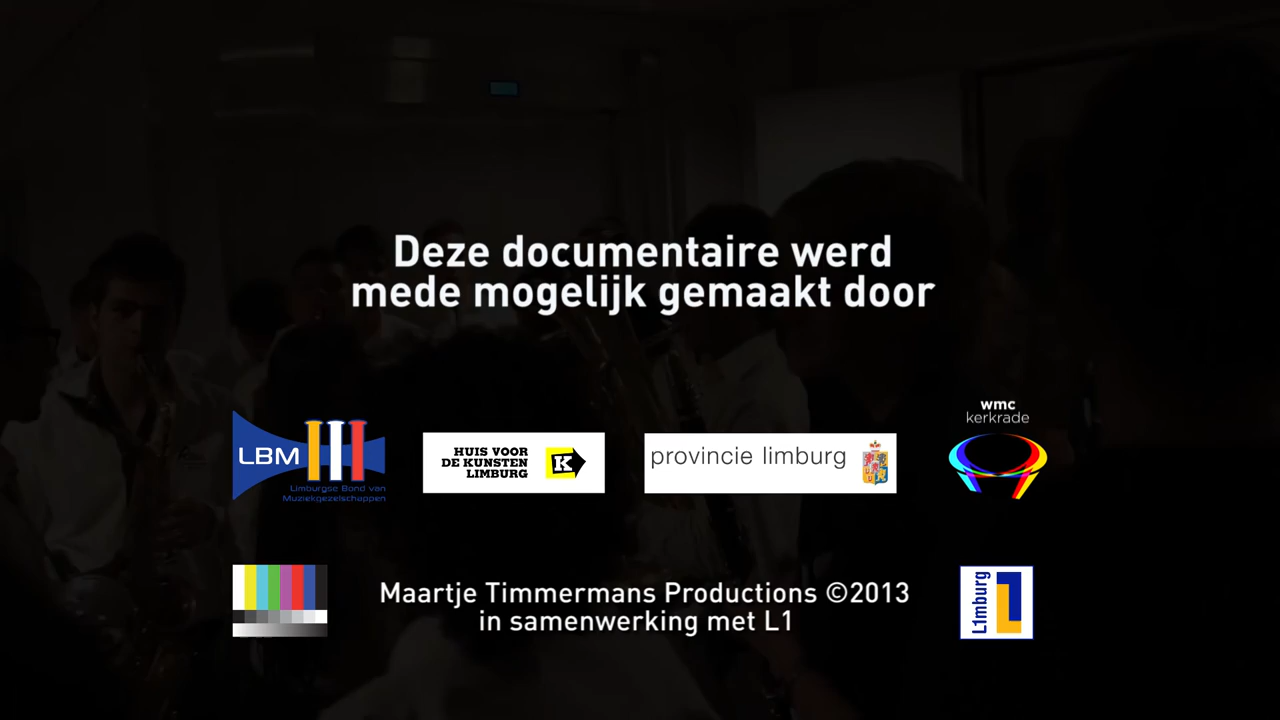 Deze documentaire werd
mede mogelijk gemaakt door
LBM
Limburgse Bond van
Muziekgezelschappen
HUIS VOOR
DE KUNSTEN
LIMBURG
K
provincie limburg
wmc
kerkrade
Maartje Timmermans Productions ©2013
in samenwerking met L1
L1mburg